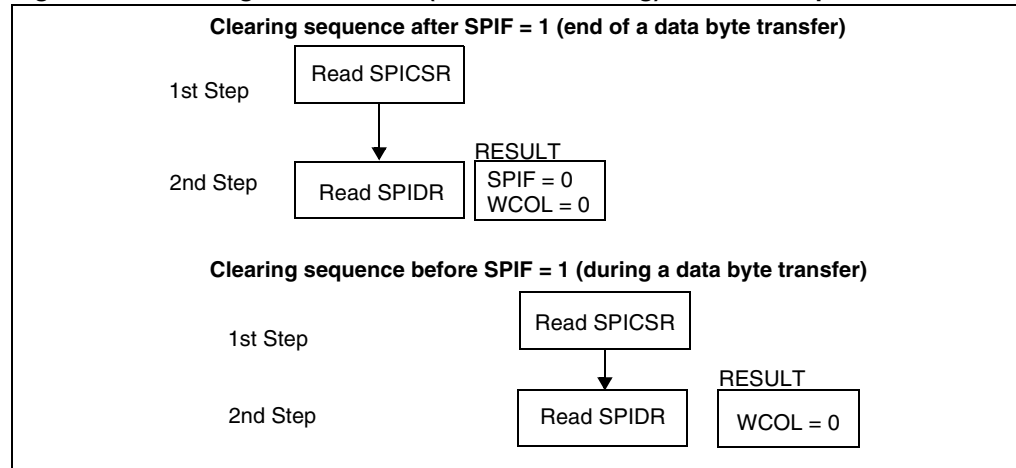 Clearing sequence after SPIF = 1 (end of a data byte transfer)
1st Step
Read SPICSR
2nd Step
Read SPIDR
RESULT
SPIF = 0
WCOL = 0
Clearing sequence before SPIF = 1 (during a data byte transfer)
1st Step
Read SPICSR
2nd Step
Read SPIDR
RESULT
WCOL = 0